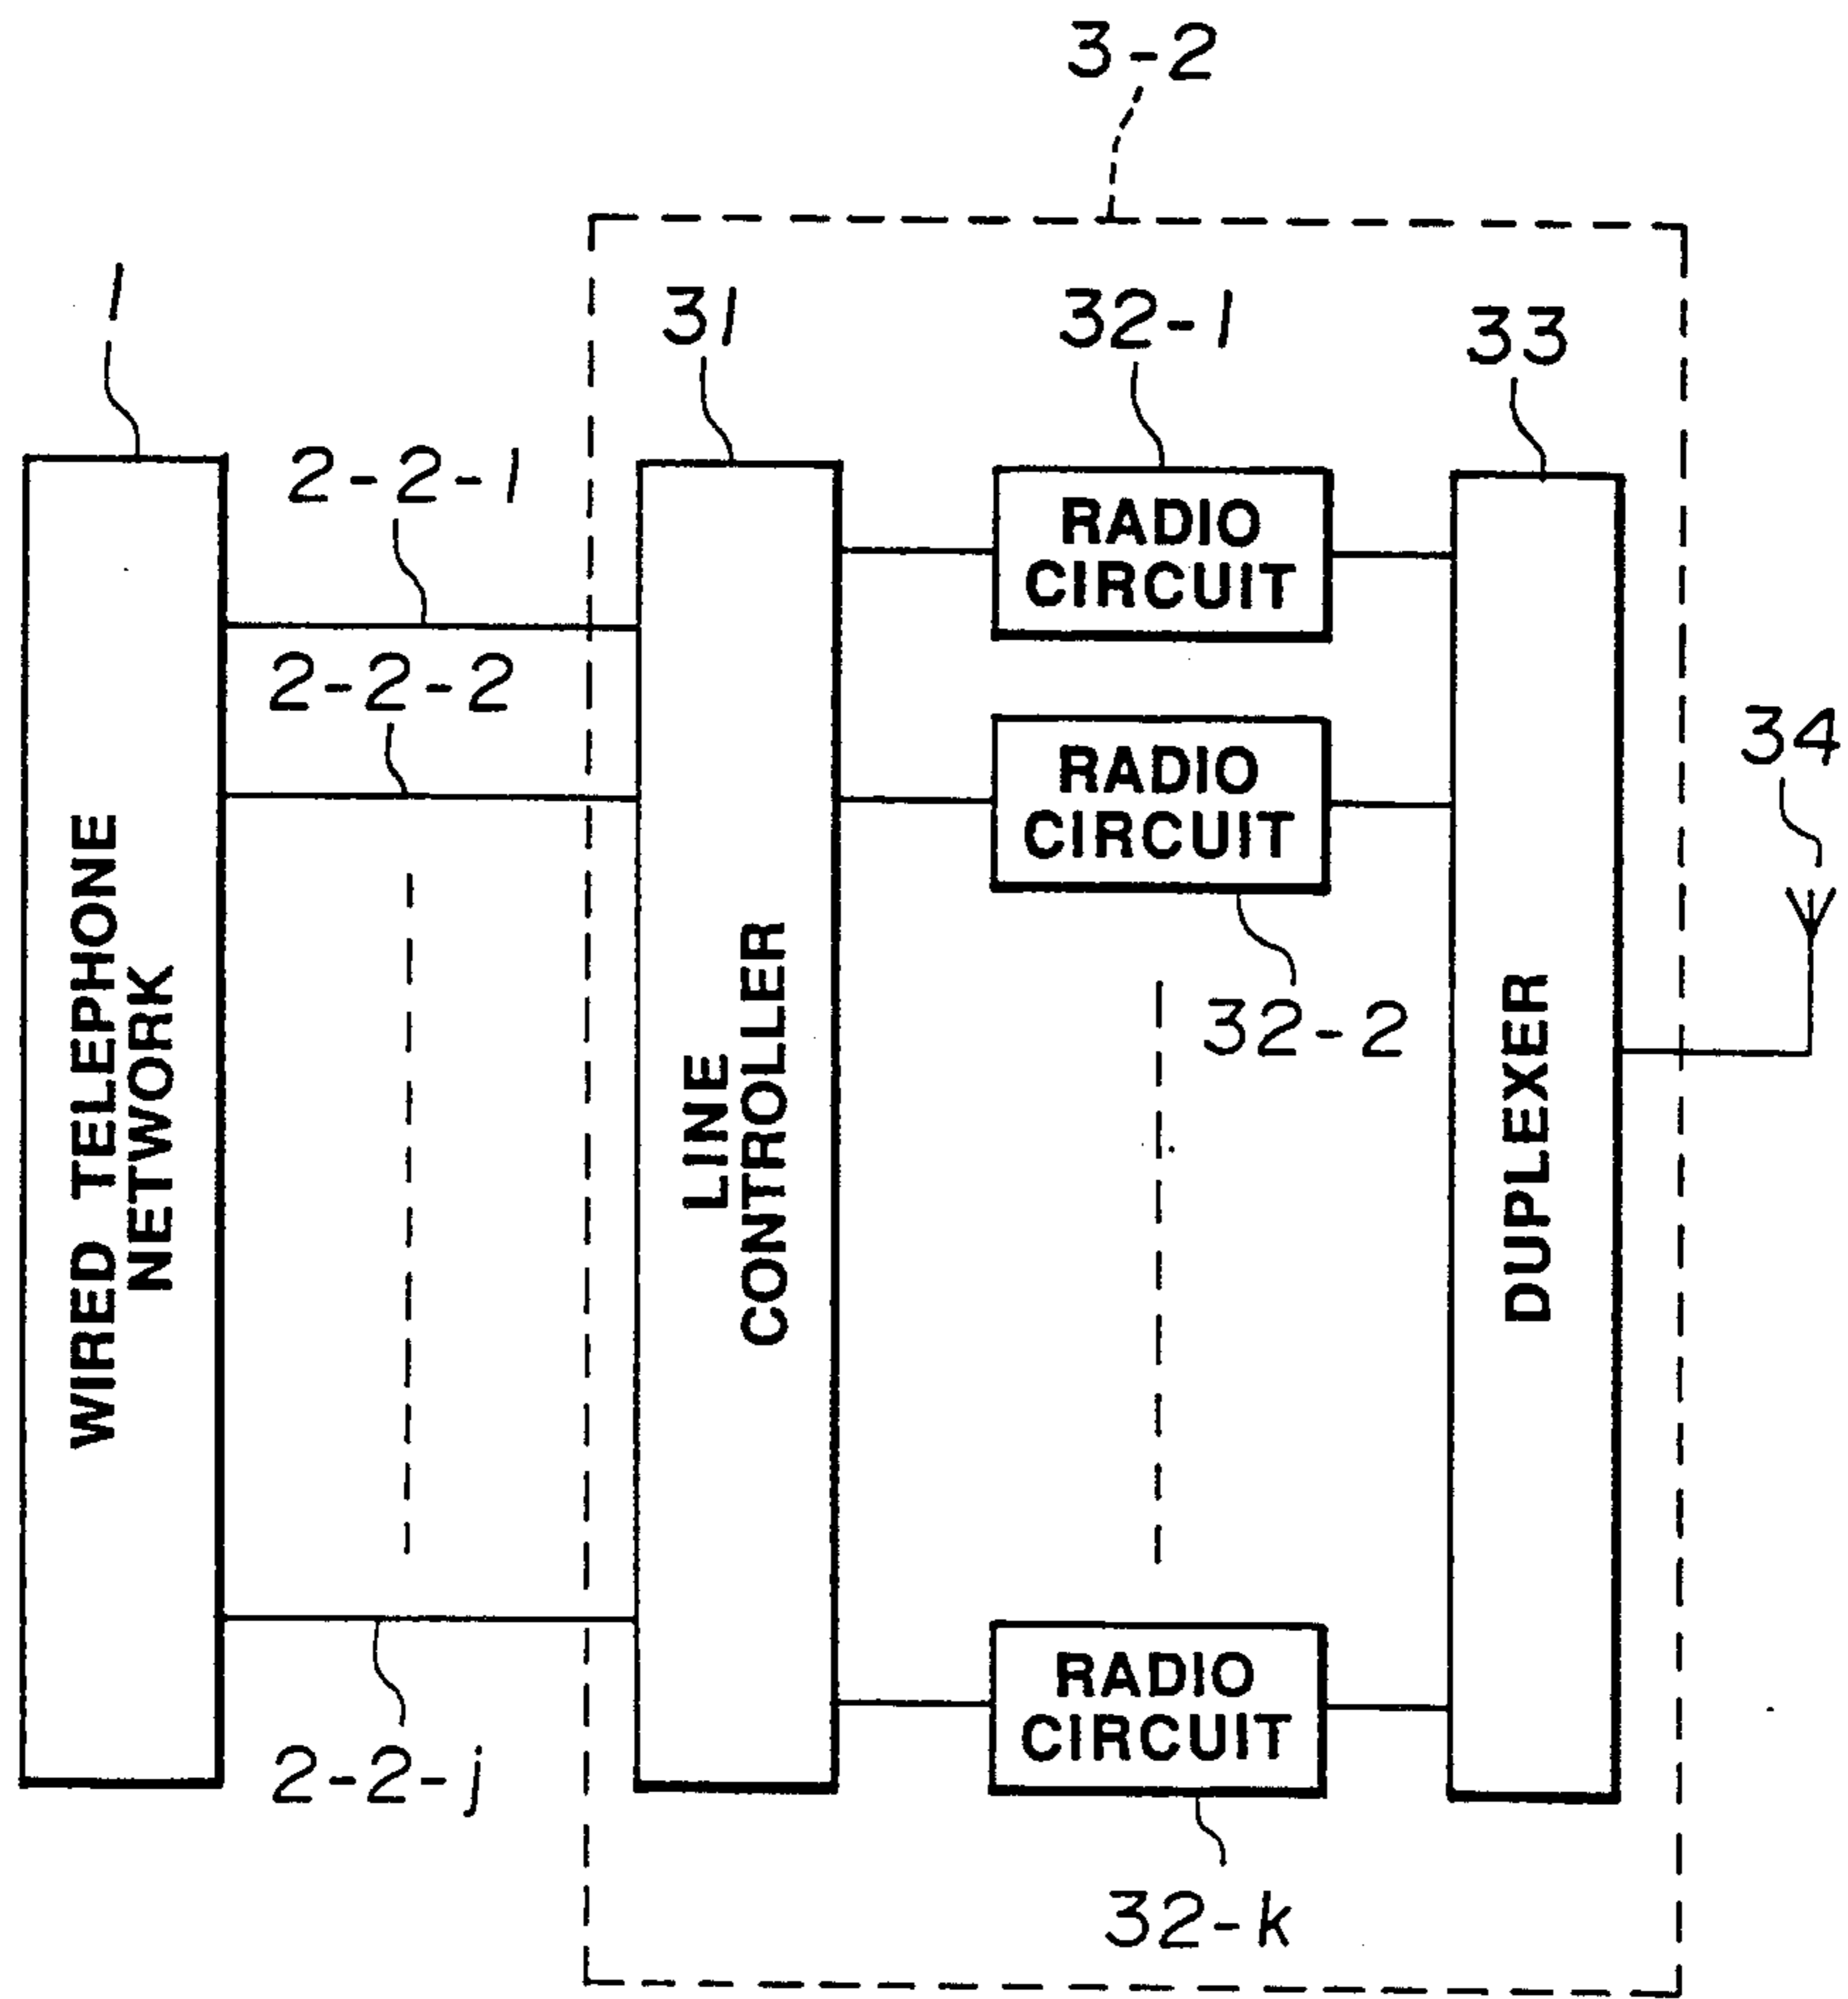 3-2
1
31
32-1
33
2-2-1
RADIO
CIRCUIT
2-2-2
34
RADIO
CIRCUIT
WIRED TELEPHONE
NETWORK
LINE
CONTROLLER
32-2
DUPLEXER
RADIO
CIRCUIT
2-2-j
32-k